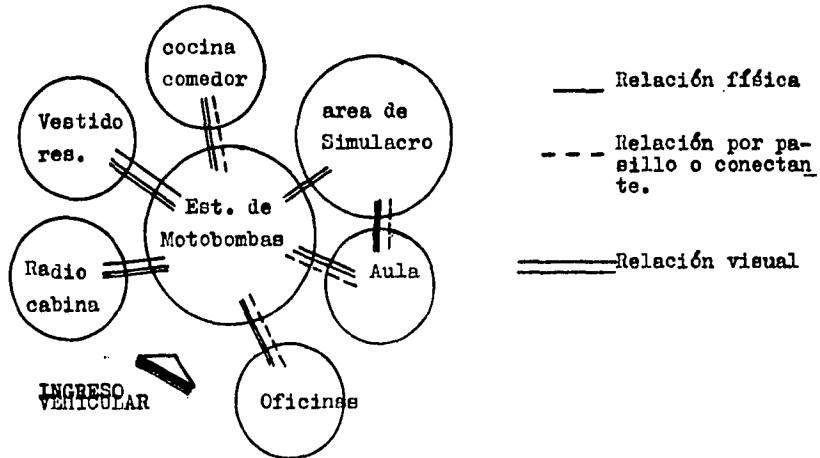 cocina
comedor
Vestido
res.
area de
Simulacro
Est. de
Motobombas
Radio
cabina
Aula
Oficinas
INGRESO
VEHICULAR
Relación física
Relación por pa-
sillo o conectan
te.
Relación visual